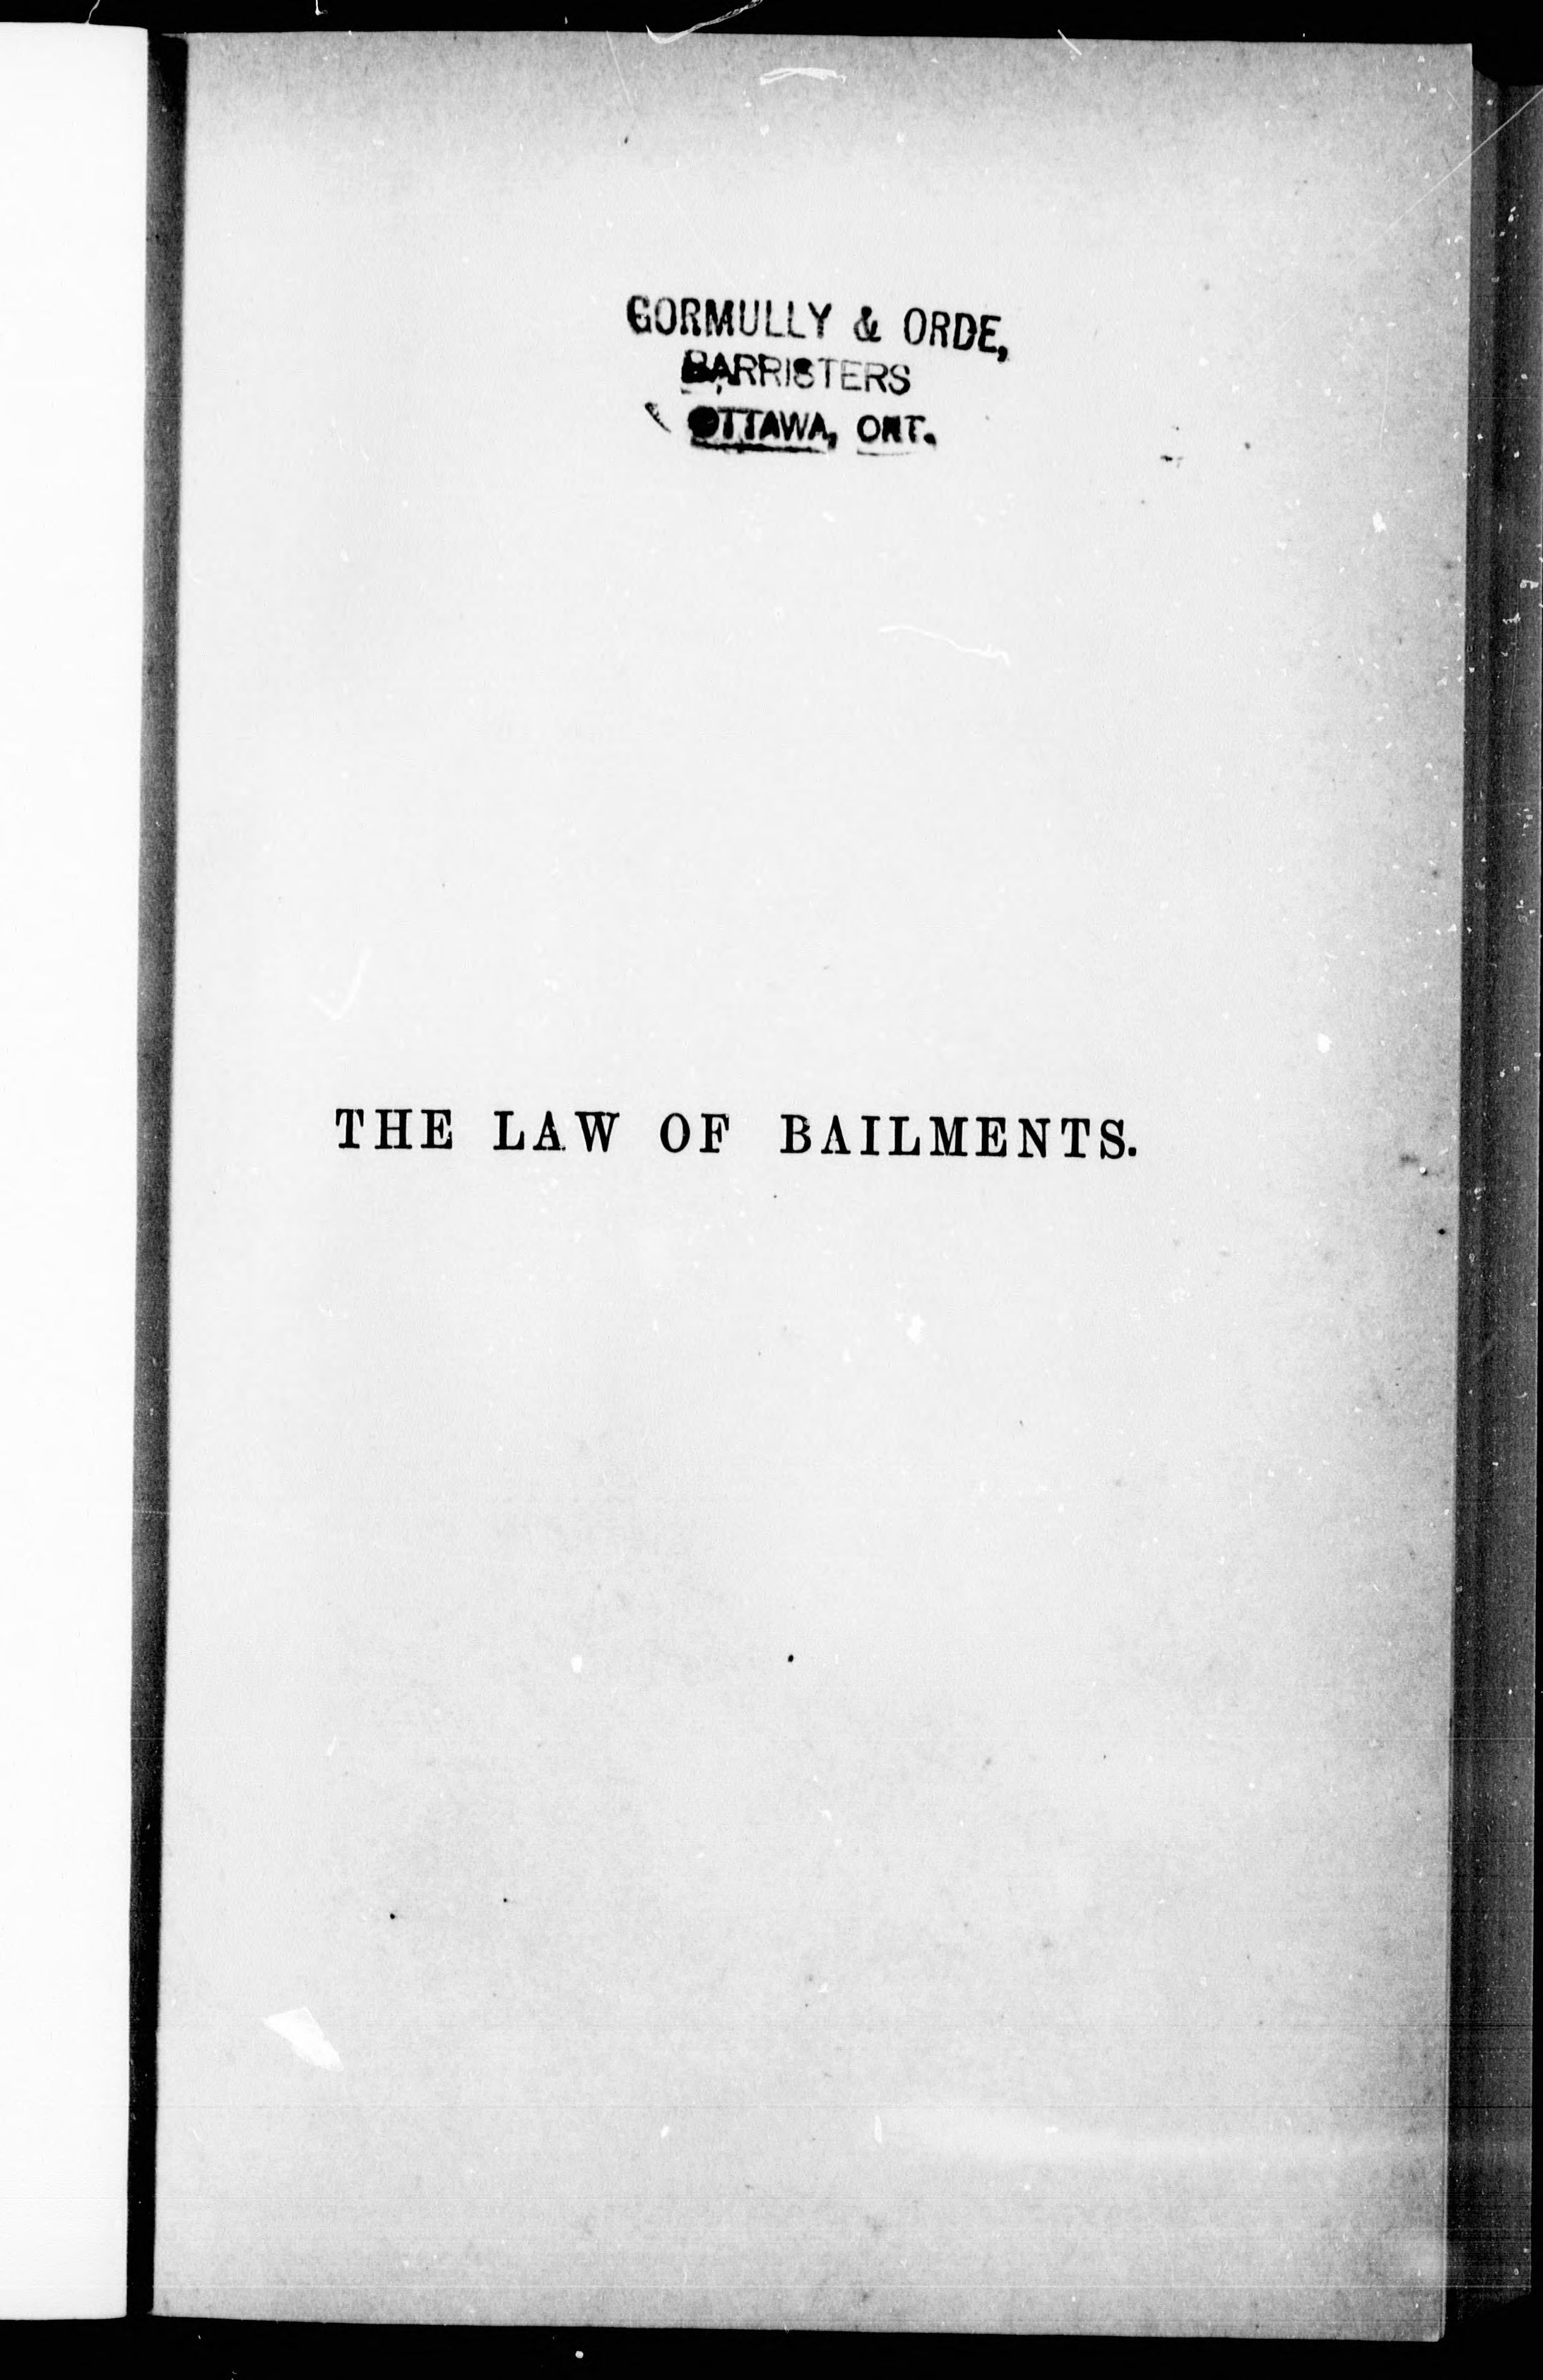 GORMULLY & ORDE,
BARRISTERS
OTTAWA, ONT.
THE LAW OF BAILMENTS.